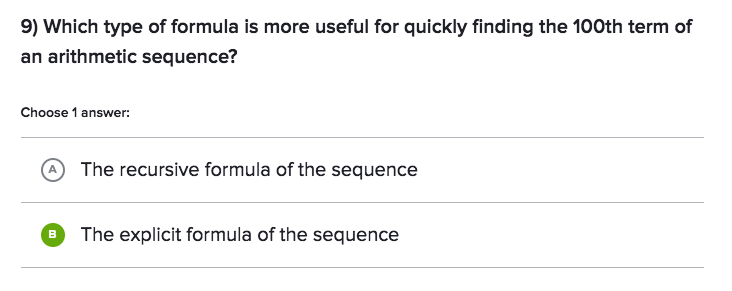 9) Which type of formula is more useful for quickly finding the 100th term of
an arithmetic sequence?
Choose 1 answer:
A The recursive formula of the sequence
B The explicit formula of the sequence